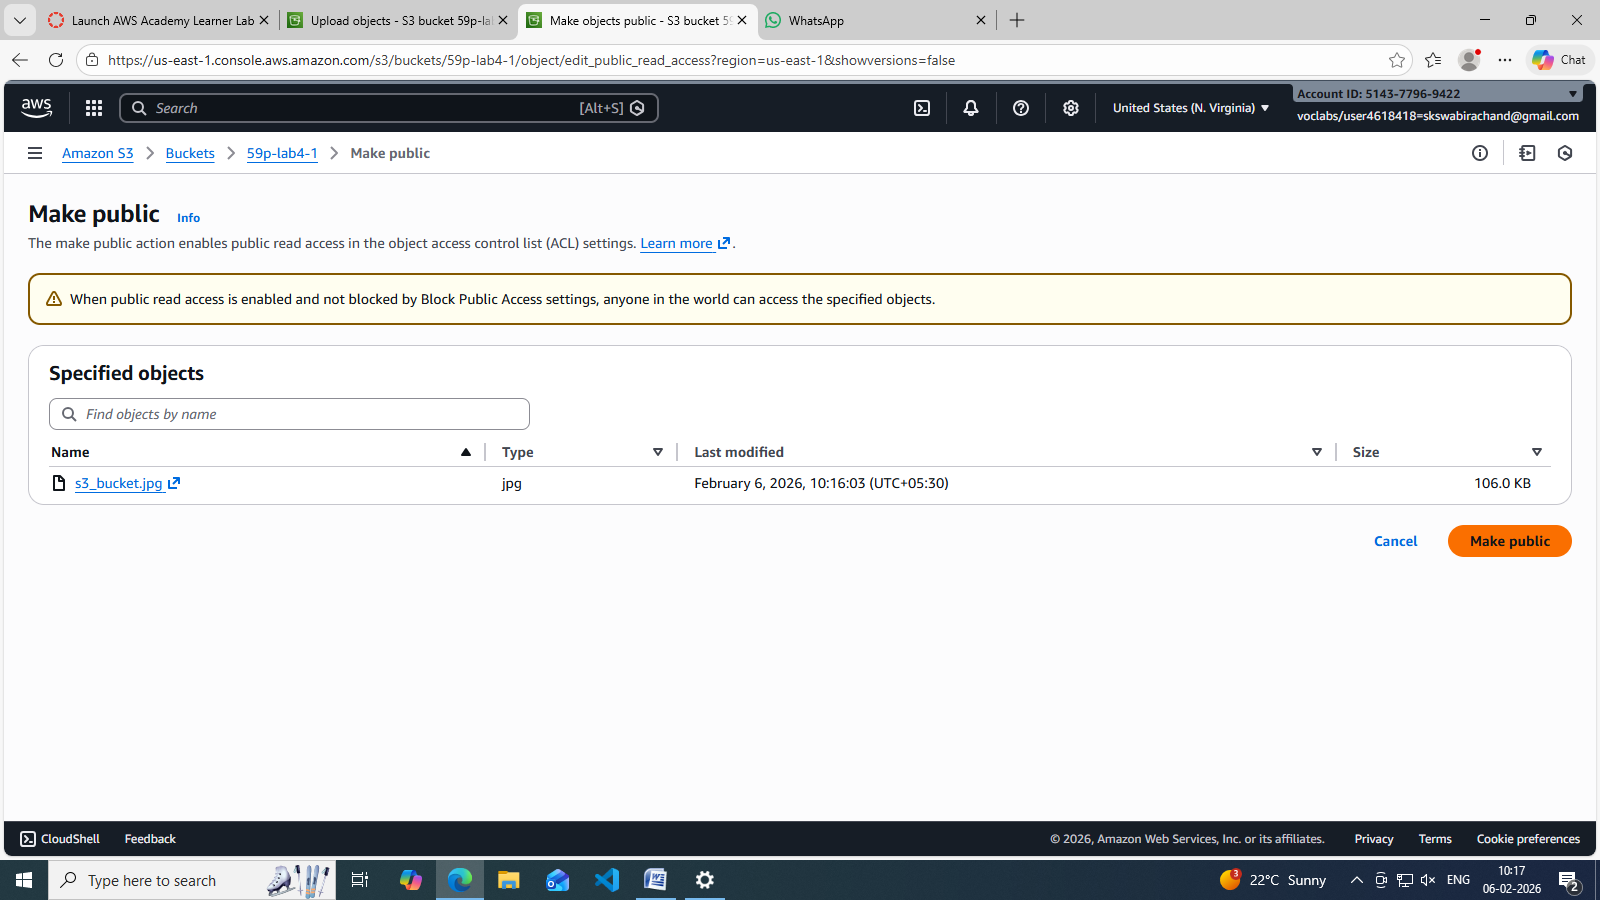 Launch AWS Academy Learner Lab
Upload objects - S3 bucket 59p-la
Make objects public - S3 bucket 59
WhatsApp
https://us-east-1.console.aws.amazon.com/s3/buckets/59p-lab4-1/object/edit_public_read_access?region=us-east-1&showversions=false
Chat
aws
Search
[Alt+S]
United States (N. Virginia)
Account ID: 5143-7796-9422
voclabs/user4618418=skswabirachand@gmail.com
Amazon S3
Buckets
59p-lab4-1
Make public
Make public
Info
The make public action enables public read access in the object access control list (ACL) settings. Learn more .
When public read access is enabled and not blocked by Block Public Access settings, anyone in the world can access the specified objects.
Specified objects
Find objects by name
Name
Type
Last modified
Size
s3_bucket.jpg
jpg
February 6, 2026, 10:16:03 (UTC+05:30)
106.0 KB
Cancel
Make public
CloudShell
Feedback
© 2026, Amazon Web Services, Inc. or its affiliates.
Privacy
Terms
Cookie preferences
Type here to search
3
22°C Sunny
ENG
10:17
06-02-2026
2